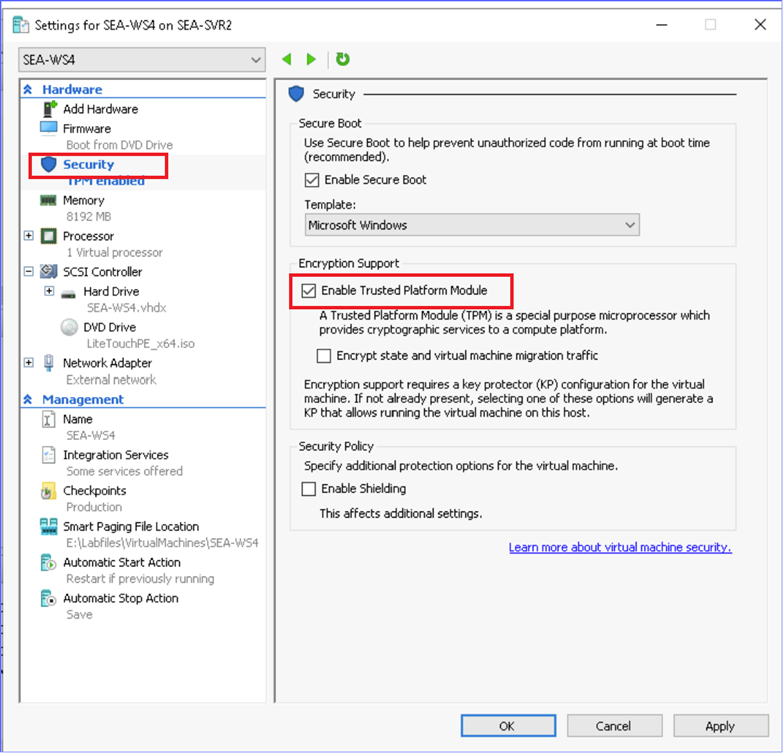 Settings for SEA-WS4 on SEA-SVR2
SEA-WS4
Hardware
Add Hardware
Firmware
Boot from DVD Drive
Security
TPM enabled
Memory
8192 MB
Processor
1 Virtual processor
SCSI Controller
Hard Drive
SEA-WS4.vhdx
DVD Drive
LiteTouchPE_x64.iso
Network Adapter
External network
Management
Name
SEA-WS4
Integration Services
Some services offered
Checkpoints
Production
Smart Paging File Location
E:\Labfiles\VirtualMachines\SEA-WS4
Automatic Start Action
Restart if previously running
Automatic Stop Action
Save
Security
Secure Boot
Use Secure Boot to help prevent unauthorized code from running at boot time
(recommended).
Enable Secure Boot
Template:
Microsoft Windows
Encryption Support
Enable Trusted Platform Module
A Trusted Platform Module (TPM) is a special purpose microprocessor which
provides cryptographic services to a compute platform.
Encrypt state and virtual machine migration traffic
Encryption support requires a key protector (KP) configuration for the virtual
machine. If not already present, selecting one of these options will generate a
KP that allows running the virtual machine on this host.
Security Policy
Specify additional protection options for the virtual machine.
Enable Shielding
This affects additional settings.
Learn more about virtual machine security.
OK
Cancel
Apply